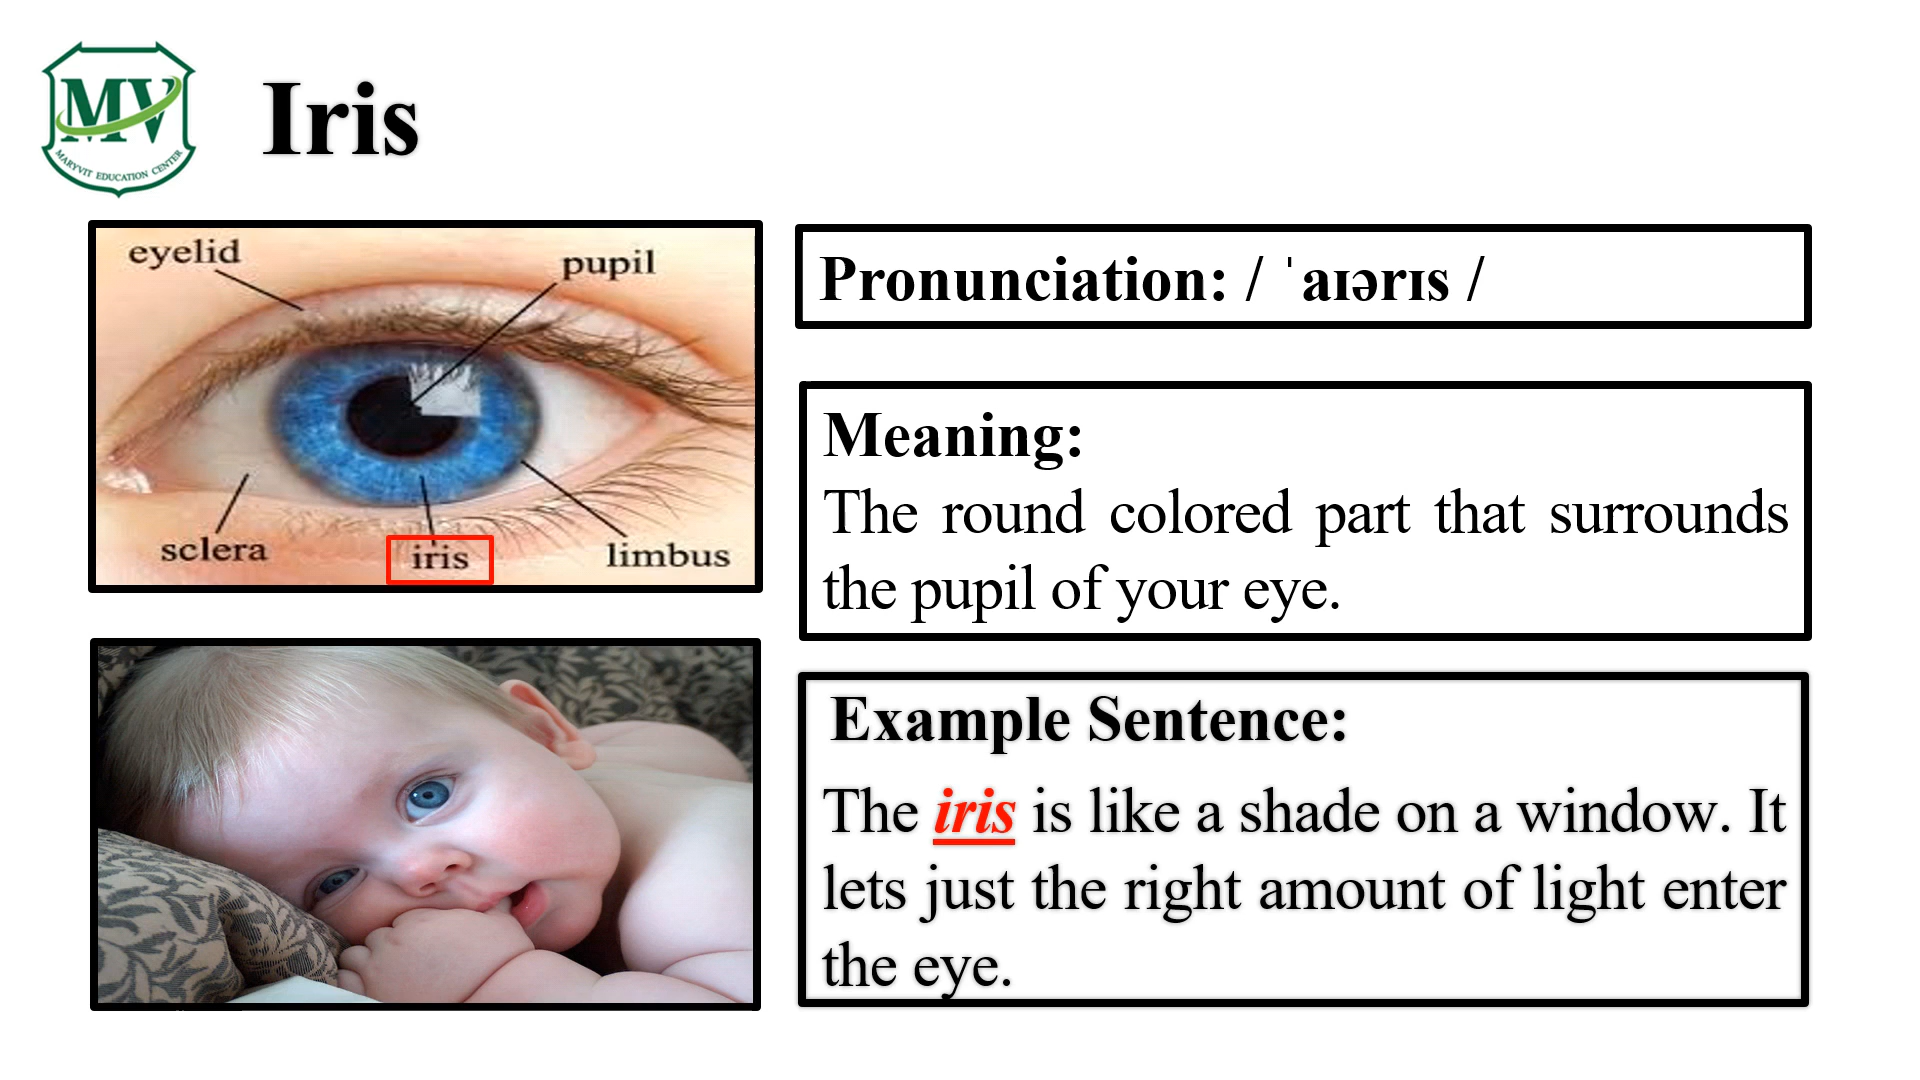 MV
MARYVIT EDUCATION CENTER
Iris
eyelid
pupil
sclera
iris
limbus
Pronunciation: / ˈaɪərɪs /
Meaning:
The round colored part that surrounds
the pupil of your eye.
Example Sentence:
The iris is like a shade on a window. It
lets just the right amount of light enter
the eye.